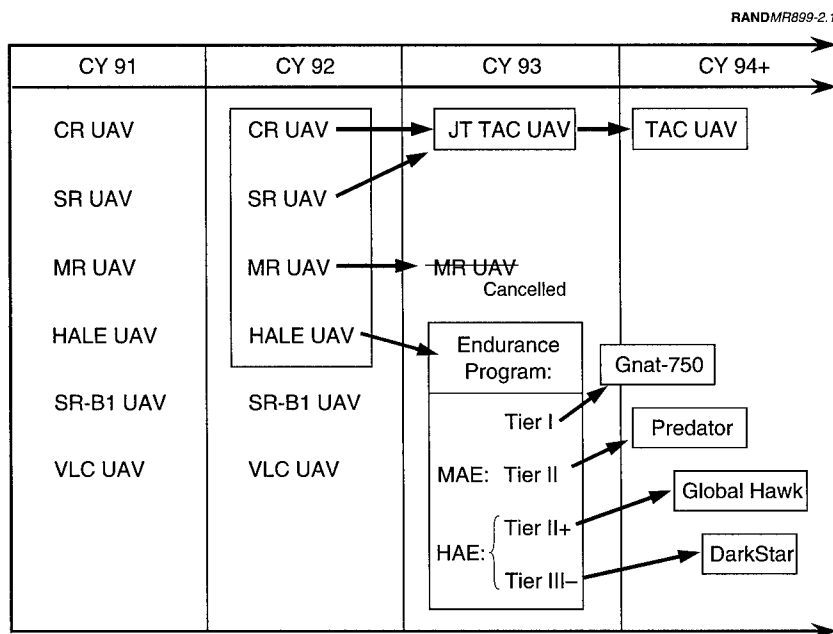 RANDMR899-2.1
CY 91 CY 92 CY 93 CY 94+
CR UAV CR UAV JT TAC UAV TAC UAV
SR UAV SR UAV
MR UAV MR UAV MR UAV
Cancelled
HALE UAV HALE UAV Endurance
Program:
Gnat-750
SR-B1 UAV SR-B1 UAV
Tier I
Predator
VLC UAV VLC UAV MAE: Tier II
Global Hawk
Tier II+
HAE:
DarkStar
Tier III–